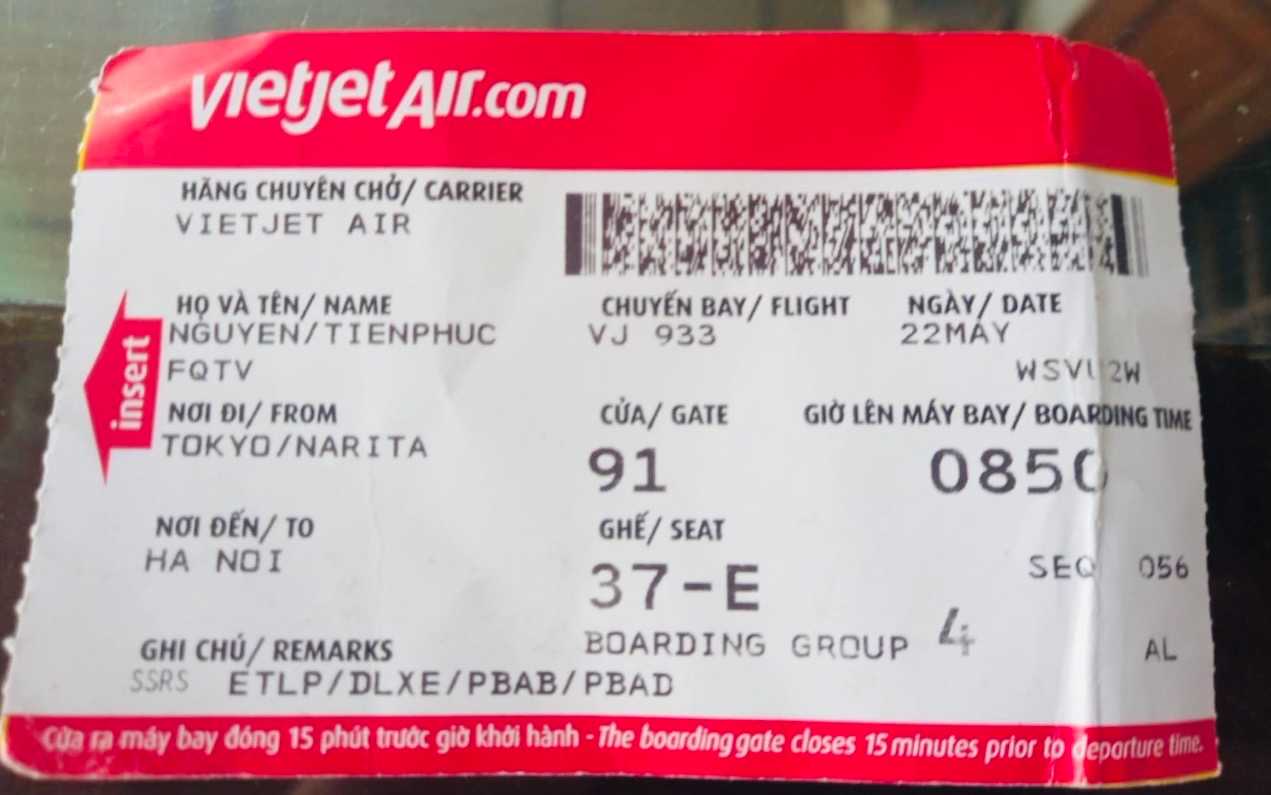 vietjetAir.com
HÃNG CHUYÊN CHỞ/ CARRIER
VIETJET AIR
HỌ VÀ TÊN/ NAME
NGUYEN/TIENPHUC
FQTV
CHUYẾN BAY/ FLIGHT
VJ 933
NGÀY/ DATE
22MAY
insert
NƠI ĐI/ FROM
TOKYO/NARITA
CỬA/ GATE
91
GIỜ LÊN MÁY BAY/ BOARDING TIME
0850
NƠI ĐẾN/ TO
HA NOI
GHẾ/ SEAT
37-E
SEQ 056
BOARDING GROUP 4
AL
GHI CHÚ/ REMARKS
SSRS ETLP/DLXE/PBAB/PBAD
Cửa ra máy bay đóng 15 phút trước giờ khởi hành - The boarding gate closes 15 minutes prior to departure time.